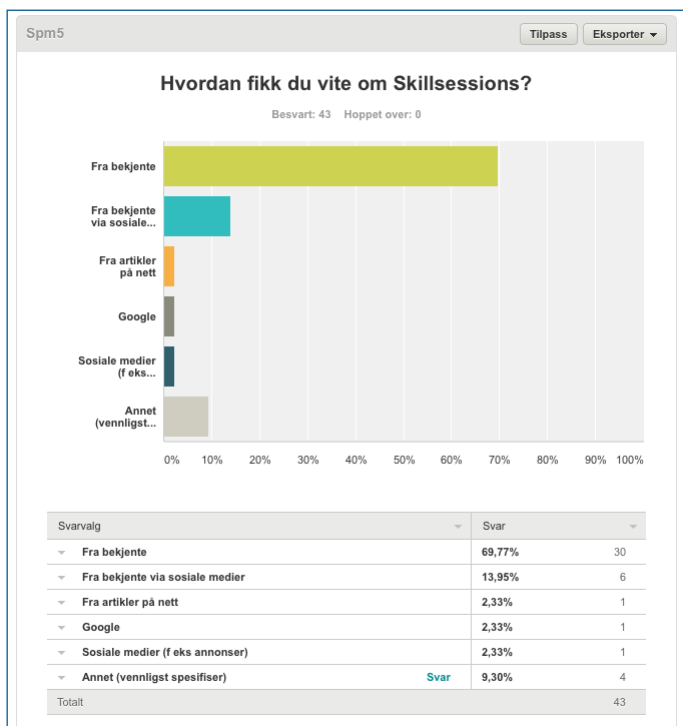 Spm5
Tilpass
Eksporter
Hvordan fikk du vite om Skillsessions?
Besvart: 43 Hoppet over: 0
Fra bekjente
Fra bekjente
via sosiale...
Fra artikler
på nett
Google
Sosiale medier
(f eks...
Annet
(vennligst...
0% 10% 20% 30% 40% 50% 60% 70% 80% 90% 100%
Svarvalg Svar
Fra bekjente 69,77% 30
Fra bekjente via sosiale medier 13,95% 6
Fra artikler på nett 2,33% 1
Google 2,33% 1
Sosiale medier (f eks annonser) 2,33% 1
Annet (vennligst spesifiser) Svar 9,30% 4
Totalt 43